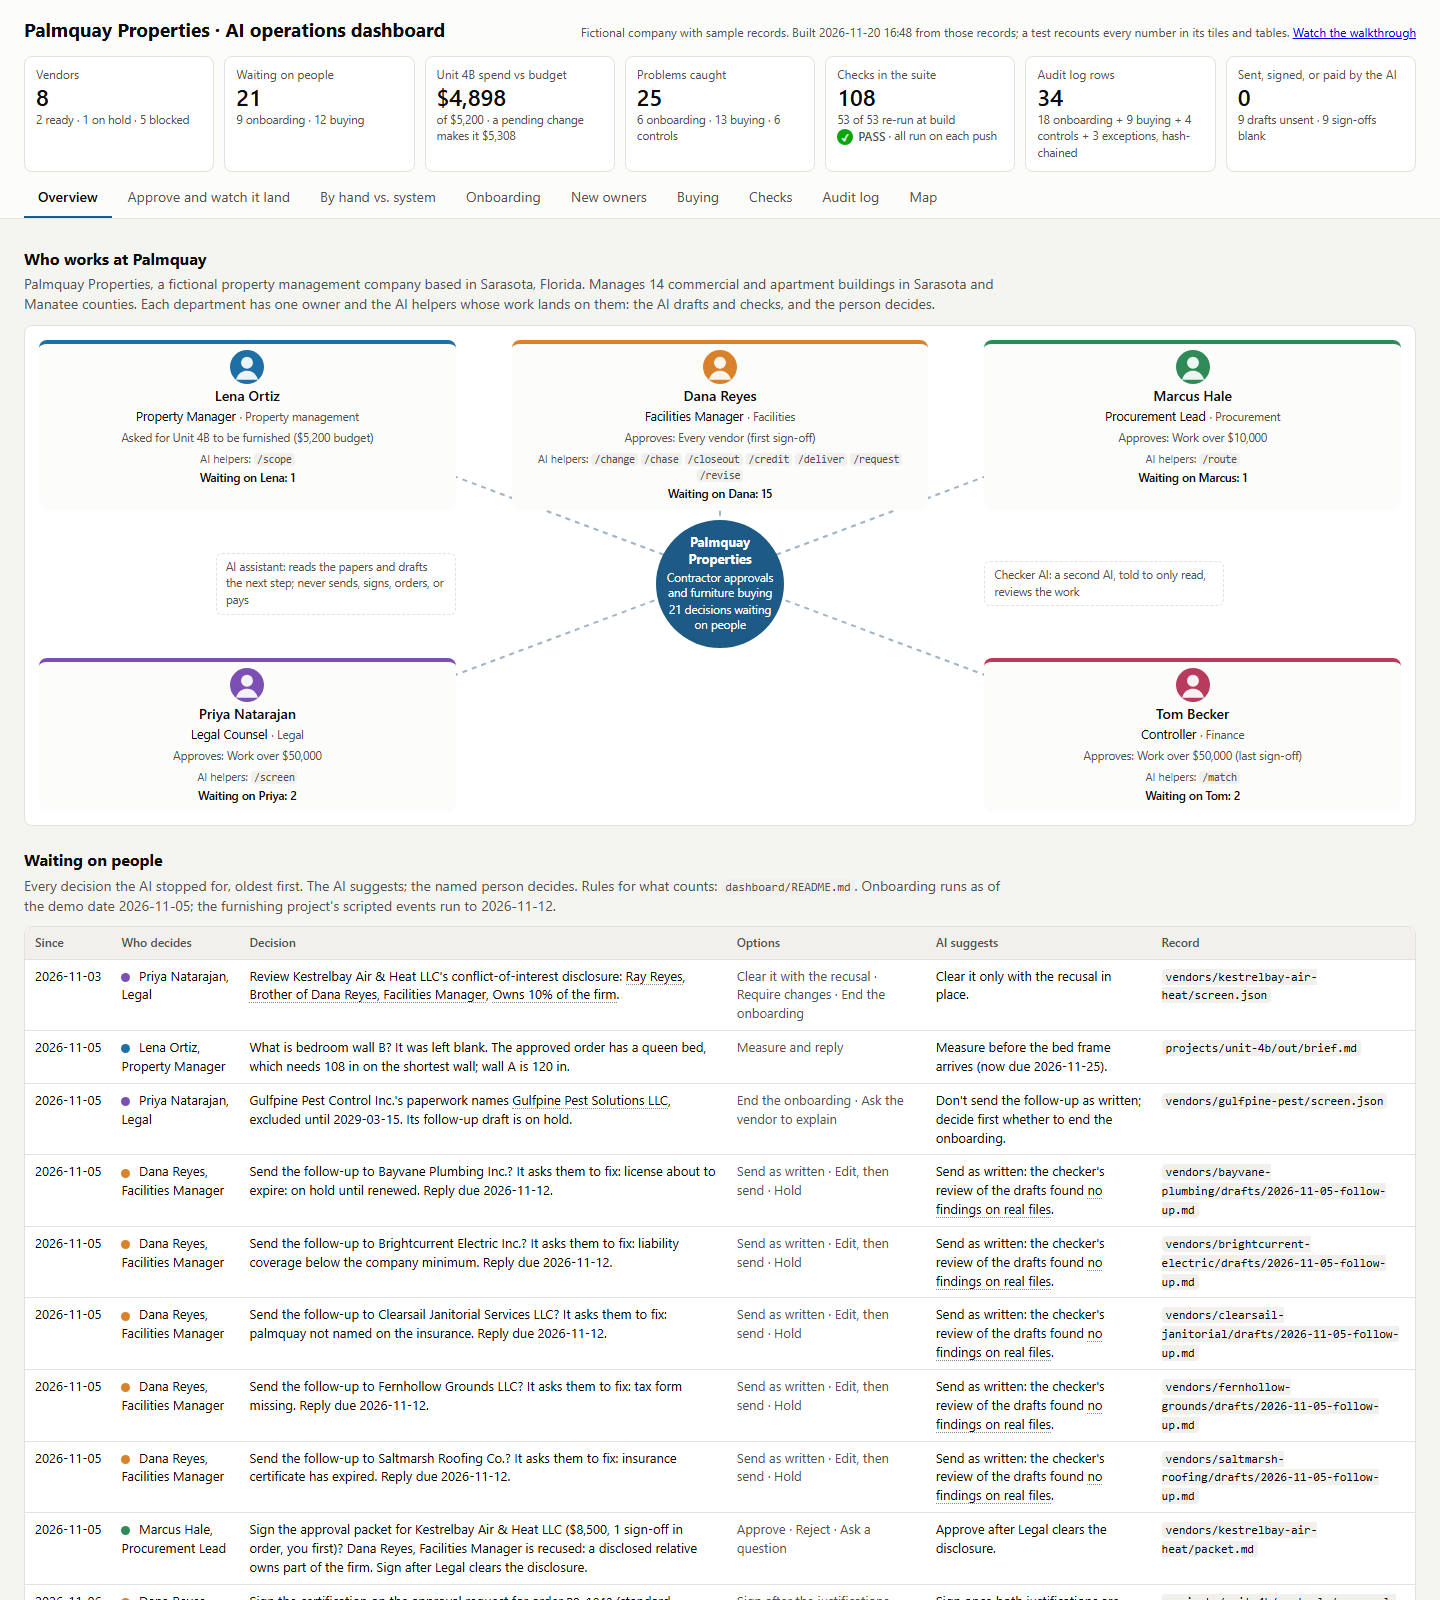 Palmquay Properties · AI operations dashboard
Fictional company with sample records. Built 2026-11-20 16:48 from those records; a test recounts every number in its tiles and tables. Watch the walkthrough
Vendors
8
2 ready · 1 on hold · 5 blocked
Waiting on people
21
9 onboarding · 12 buying
Unit 4B spend vs budget
$4,898
of $5,200 · a pending change
makes it $5,308
Problems caught
25
6 onboarding · 13 buying · 6
controls
Checks in the suite
108
53 of 53 re-run at build
PASS · all run on each push
Audit log rows
34
18 onboarding + 9 buying + 4
controls + 3 exceptions, hash-
chained
Sent, signed, or paid by the AI
0
9 drafts unsent · 9 sign-offs
blank
Overview
Approve and watch it land
By hand vs. system
Onboarding
New owners
Buying
Checks
Audit log
Map
Who works at Palmquay
Palmquay Properties, a fictional property management company based in Sarasota, Florida. Manages 14 commercial and apartment buildings in Sarasota and
Manatee counties. Each department has one owner and the AI helpers whose work lands on them: the AI drafts and checks, and the person decides.
Lena Ortiz
Property Manager · Property management
Asked for Unit 4B to be furnished ($5,200 budget)
AI helpers: /scope
Waiting on Lena: 1
Dana Reyes
Facilities Manager · Facilities
Approves: Every vendor (first sign-off)
AI helpers: /change /chase /closeout /credit /deliver /request
/revise
Waiting on Dana: 15
Marcus Hale
Procurement Lead · Procurement
Approves: Work over $10,000
AI helpers: /route
Waiting on Marcus: 1
Palmquay
Properties
Contractor approvals
and furniture buying
21 decisions waiting
on people
AI assistant: reads the papers and drafts
the next step; never sends, signs, orders, or
pays
Checker AI: a second AI, told to only read,
reviews the work
Priya Natarajan
Legal Counsel · Legal
Approves: Work over $50,000
AI helpers: /screen
Waiting on Priya: 2
Tom Becker
Controller · Finance
Approves: Work over $50,000 (last sign-off)
AI helpers: /match
Waiting on Tom: 2
Waiting on people
Every decision the AI stopped for, oldest first. The AI suggests; the named person decides. Rules for what counts: dashboard/README.md . Onboarding runs as of
the demo date 2026-11-05; the furnishing project's scripted events run to 2026-11-12.
Since
Who decides
Decision
Options
AI suggests
Record
2026-11-03
Priya Natarajan,
Legal
Review Kestrelbay Air & Heat LLC's conflict-of-interest disclosure: Ray Reyes,
Brother of Dana Reyes, Facilities Manager, Owns 10% of the firm.
Clear it with the recusal ·
Require changes · End the
onboarding
Clear it only with the recusal in
place.
vendors/kestrelbay-air-
heat/screen.json
2026-11-05
Lena Ortiz,
Property Manager
What is bedroom wall B? It was left blank. The approved order has a queen bed,
which needs 108 in on the shortest wall; wall A is 120 in.
Measure and reply
Measure before the bed frame
arrives (now due 2026-11-25).
projects/unit-4b/out/brief.md
2026-11-05
Priya Natarajan,
Legal
Gulfpine Pest Control Inc.'s paperwork names Gulfpine Pest Solutions LLC,
excluded until 2029-03-15. Its follow-up draft is on hold.
End the onboarding · Ask the
vendor to explain
Don't send the follow-up as written;
decide first whether to end the
onboarding.
vendors/gulfpine-pest/screen.json
2026-11-05
Dana Reyes,
Facilities Manager
Send the follow-up to Bayvane Plumbing Inc.? It asks them to fix: license about to
expire: on hold until renewed. Reply due 2026-11-12.
Send as written · Edit, then
send · Hold
Send as written: the checker's
review of the drafts found no
findings on real files.
vendors/bayvane-
plumbing/drafts/2026-11-05-follow-
up.md
2026-11-05
Dana Reyes,
Facilities Manager
Send the follow-up to Brightcurrent Electric Inc.? It asks them to fix: liability
coverage below the company minimum. Reply due 2026-11-12.
Send as written · Edit, then
send · Hold
Send as written: the checker's
review of the drafts found no
findings on real files.
vendors/brightcurrent-
electric/drafts/2026-11-05-follow-
up.md
2026-11-05
Dana Reyes,
Facilities Manager
Send the follow-up to Clearsail Janitorial Services LLC? It asks them to fix:
palmquay not named on the insurance. Reply due 2026-11-12.
Send as written · Edit, then
send · Hold
Send as written: the checker's
review of the drafts found no
findings on real files.
vendors/clearsail-
janitorial/drafts/2026-11-05-follow-
up.md
2026-11-05
Dana Reyes,
Facilities Manager
Send the follow-up to Fernhollow Grounds LLC? It asks them to fix: tax form
missing. Reply due 2026-11-12.
Send as written · Edit, then
send · Hold
Send as written: the checker's
review of the drafts found no
findings on real files.
vendors/fernhollow-
grounds/drafts/2026-11-05-follow-
up.md
2026-11-05
Dana Reyes,
Facilities Manager
Send the follow-up to Saltmarsh Roofing Co.? It asks them to fix: insurance
certificate has expired. Reply due 2026-11-12.
Send as written · Edit, then
send · Hold
Send as written: the checker's
review of the drafts found no
findings on real files.
vendors/saltmarsh-
roofing/drafts/2026-11-05-follow-
up.md
2026-11-05
Marcus Hale,
Procurement Lead
Sign the approval packet for Kestrelbay Air & Heat LLC ($8,500, 1 sign-off in
order, you first)? Dana Reyes, Facilities Manager is recused: a disclosed relative
owns part of the firm. Sign after Legal clears the disclosure.
Approve · Reject · Ask a
question
Approve after Legal clears the
disclosure.
vendors/kestrelbay-air-
heat/packet.md